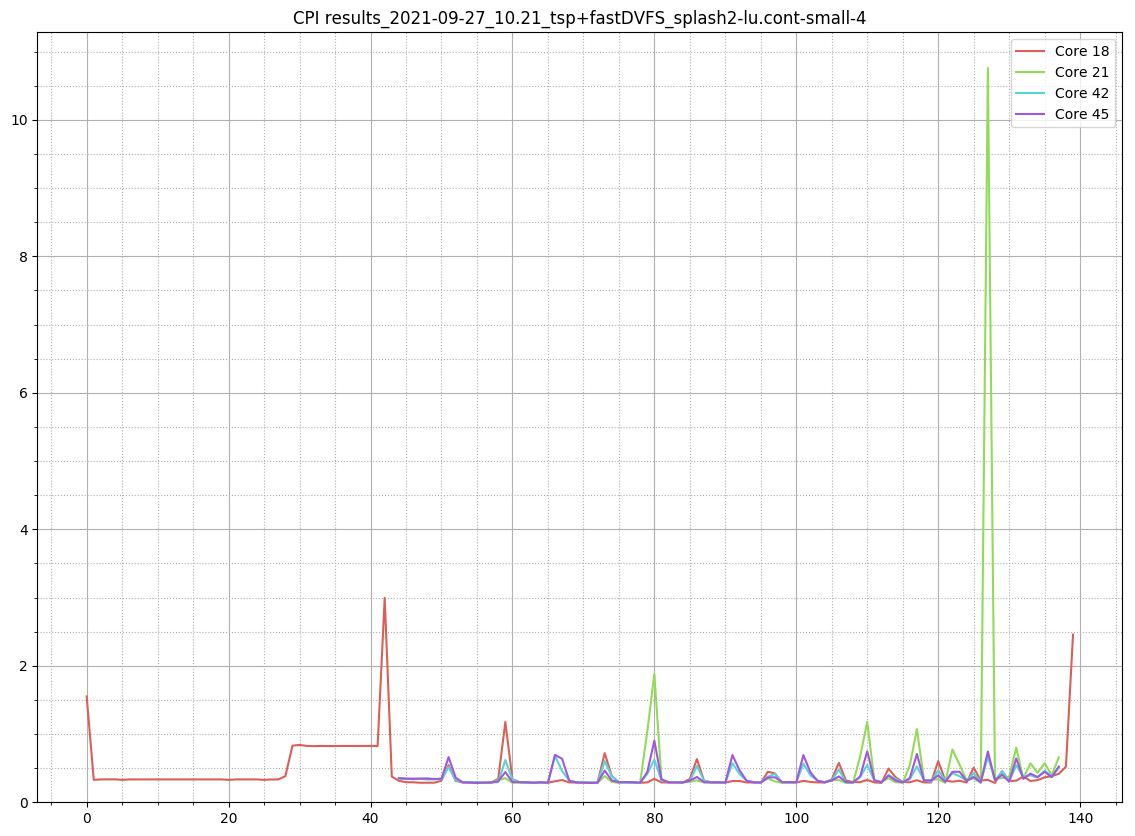 CPI results_2021-09-27_10.21_tsp+fastDVFS_splash2-lu.cont-small-4
Core 18
Core 21
Core 42
Core 45
10
8
6
4
2
0
0 20 40 60 80 100 120 140